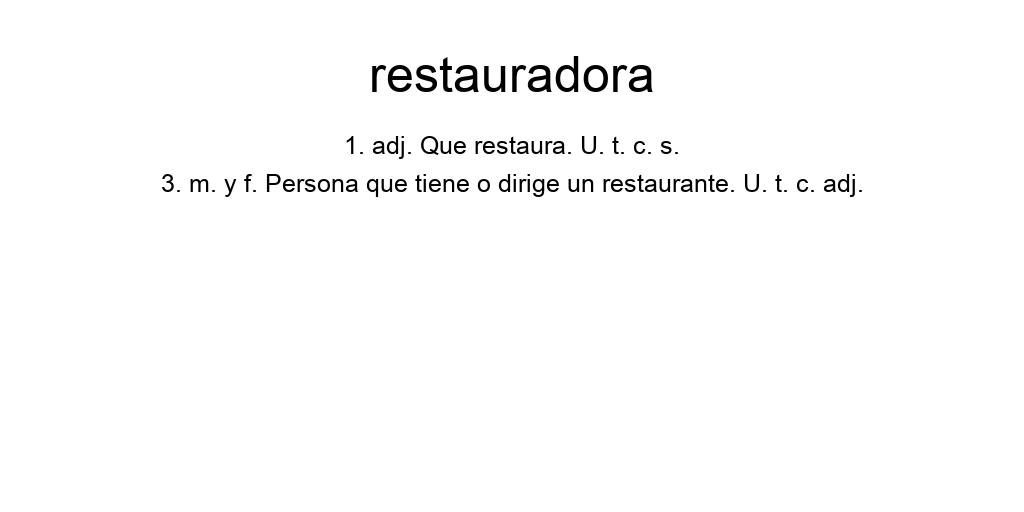 restauradora
1. adj. Que restaura. U. t. c. s.
3. m. y f. Persona que tiene o dirige un restaurante. U. t. c. adj.